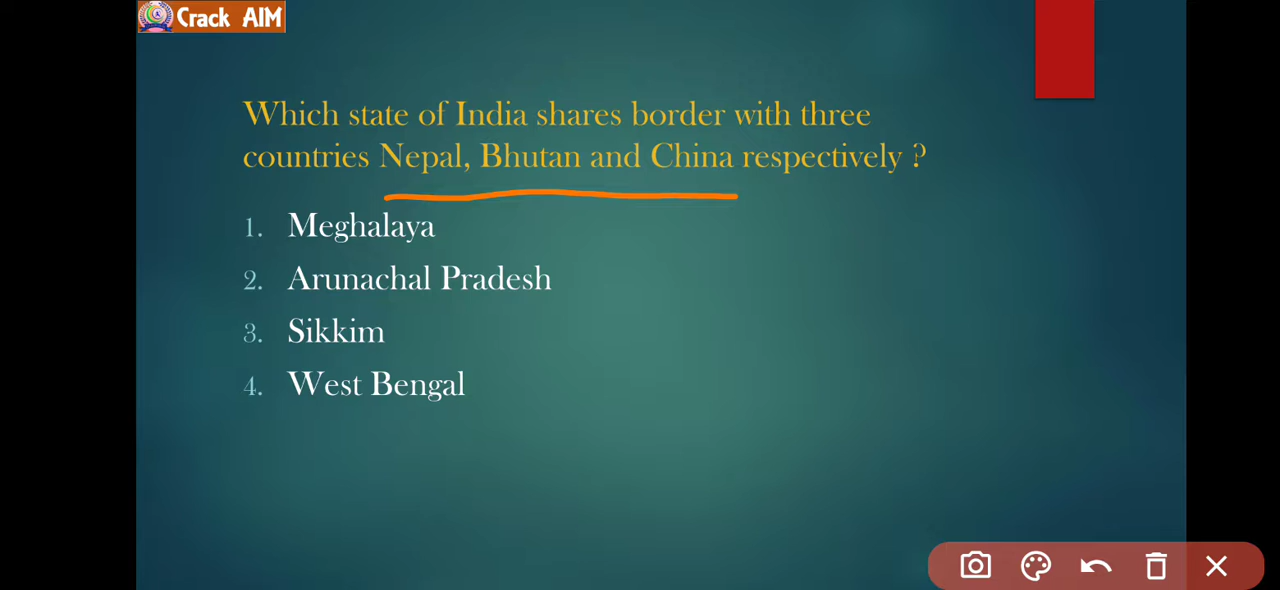 Crack AIM
Which state of India shares border with three
countries Nepal, Bhutan and China respectively ?
1. Meghalaya
2. Arunachal Pradesh
3. Sikkim
4. West Bengal